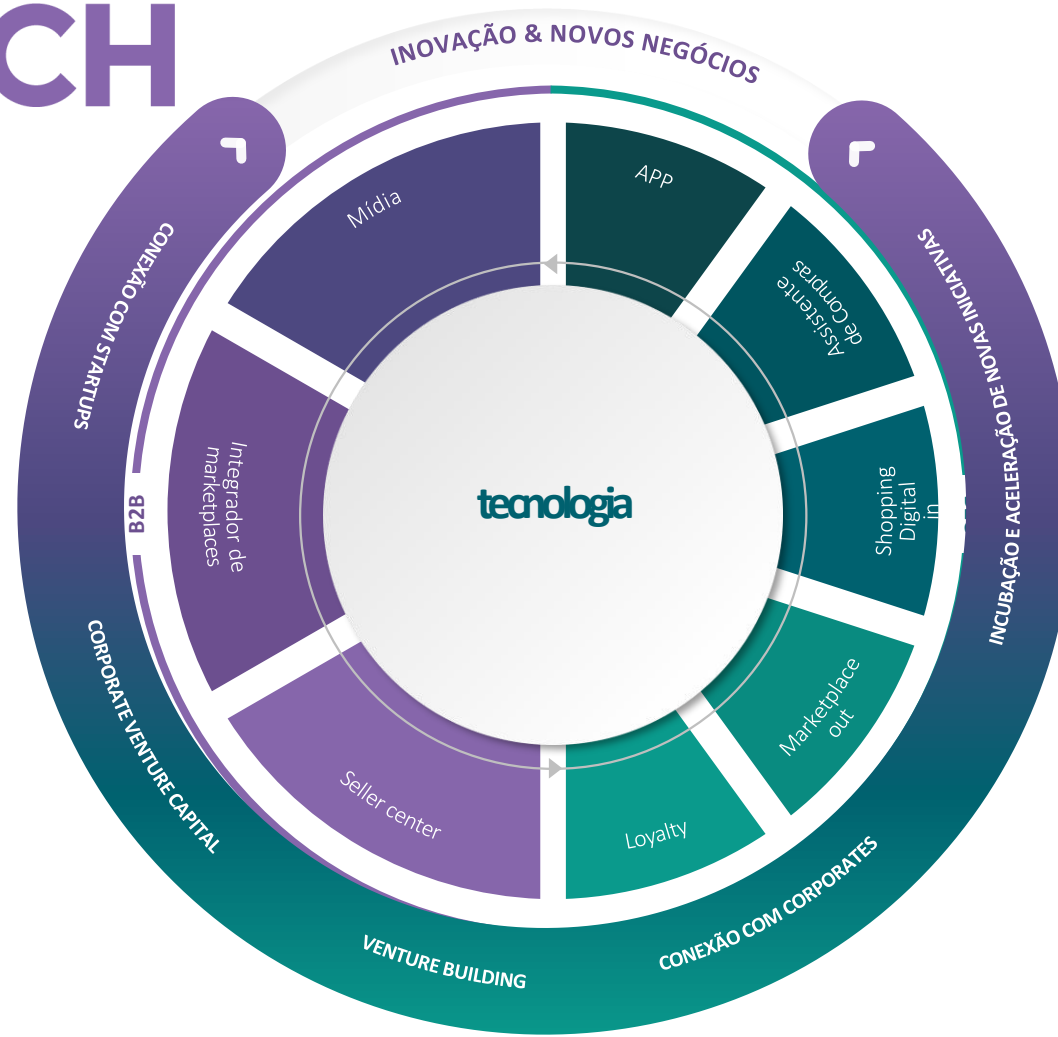 CH
INOVAÇÃO & NOVOS NEGÓCIOS
CONEXÃO COM STARTUPS
INCUBAÇÃO E ACELERAÇÃO DE NOVAS INICIATIVAS
Mídia
APP
Assistente
de Compras
Integrador de
marketplaces
B2B
tecnologia
Shopping
Digital
in
Marketplace
out
Seller center
Loyalty
CORPORATE VENTURE CAPITAL
VENTURE BUILDING
CONEXÃO COM CORPORATES